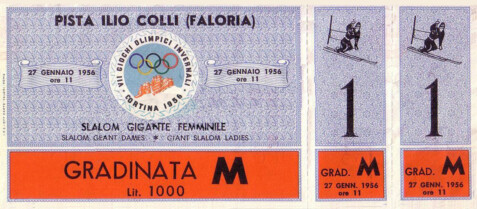 PISTA ILIO COLLI (FALORIA)
VII GIOCHI OLIMPICI INVERNALI
CORTINA 1956
27 GENNAIO 1956
ore 11
27 GENNAIO 1956
ore 11
SLALOM GIGANTE FEMMINILE
SLALOM GEANT DAMES • GIANT SLALOM LADIES
GRADINATA M
Lit. 1000
1
GRAD. M
27 GENN. 1956
ore 11
1
GRAD. M
27 GENN. 1956
ore 11